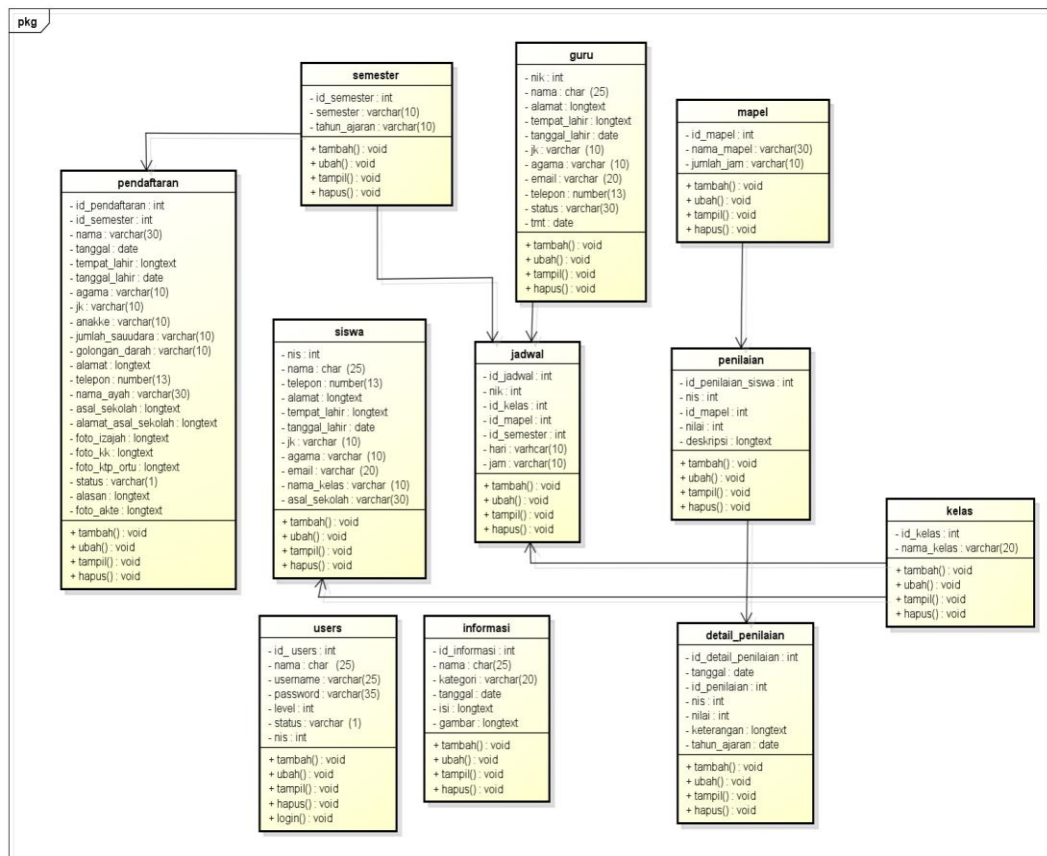 pkg
semester
- id_semester : int
- semester : varchar(10)
- tahun_ajaran : varchar(10)
+ tambah() : void
+ ubah() : void
+ tampil() : void
+ hapus() : void
guru
- nik : int
- nama : char (25)
- alamat : longtext
- tempat_lahir : longtext
- tanggal_lahir : date
- jk : varchar (10)
- agama : varchar (10)
- email : varchar (20)
- telepon : number(13)
- status : varchar(30)
- tmt : date
+ tambah() : void
+ ubah() : void
+ tampil() : void
+ hapus() : void
mapel
- id_mapel : int
- nama_mapel : varchar(30)
- jumlah_jam : varchar(10)
+ tambah() : void
+ ubah() : void
+ tampil() : void
+ hapus() : void
pendaftaran
- id_pendaftaran : int
- id_semester : int
- nama : varchar(30)
- tanggal : date
- tempat_lahir : longtext
- tanggal_lahir : date
- agama : varchar(10)
- jk : varchar(10)
- anakke : varchar(10)
- jumlah_sauudara : varchar(10)
- golongan_darah : varchar(10)
- alamat : longtext
- telepon : number(13)
- nama_ayah : varchar(30)
- asal_sekolah : longtext
- alamat_asal_sekolah : longtext
- foto_izajah : longtext
- foto_kk : longtext
- foto_ktp_ortu : longtext
- status : varchar(1)
- alasan : longtext
- foto_akte : longtext
+ tambah() : void
+ ubah() : void
+ tampil() : void
+ hapus() : void
siswa
- nis : int
- nama : char (25)
- telepon : number(13)
- alamat : longtext
- tempat_lahir : longtext
- tanggal_lahir : date
- jk : varchar (10)
- agama : varchar (10)
- email : varchar (20)
- nama_kelas : varchar (10)
- asal_sekolah : varchar(30)
+ tambah() : void
+ ubah() : void
+ tampil() : void
+ hapus() : void
jadwal
- id_jadwal : int
- nik : int
- id_kelas : int
- id_mapel : int
- id_semester : int
- hari : varhcar(10)
- jam : varchar(10)
+ tambah() : void
+ ubah() : void
+ tampil() : void
+ hapus() : void
penilaian
- id_penilaian_siswa : int
- nis : int
- id_mapel : int
- nilai : int
- deskripsi : longtext
+ tambah() : void
+ ubah() : void
+ tampil() : void
+ hapus() : void
kelas
- id_kelas : int
- nama_kelas : varchar(20)
+ tambah() : void
+ ubah() : void
+ tampil() : void
+ hapus() : void
users
- id_ users : int
- nama : char (25)
- username : varchar(25)
- password : varchar(35)
- level : int
- status : varchar (1)
- nis : int
+ tambah() : void
+ ubah() : void
+ tampil() : void
+ hapus() : void
+ login() : void
informasi
- id_informasi : int
- nama : char(25)
- kategori : varchar(20)
- tanggal : date
- isi : longtext
- gambar : longtext
+ tambah() : void
+ ubah() : void
+ tampil() : void
+ hapus() : void
detail_penilaian
- id_detail_penilaian : int
- tanggal : date
- id_penilaian : int
- nis : int
- nilai : int
- keterangan : longtext
- tahun_ajaran : date
+ tambah() : void
+ ubah() : void
+ tampil() : void
+ hapus() : void